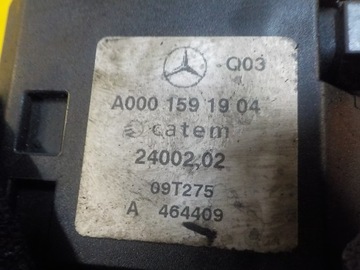 -Q03
A000 159 19 04
catem
24002,02
09T275
A 464409